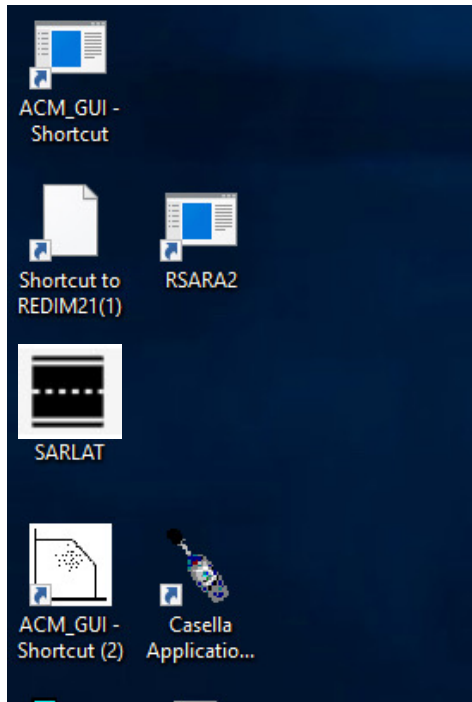 ACM_GUI -
Shortcut
Shortcut to
REDIM21(1)
RSARA2
SARLAT
ACM_GUI -
Shortcut (2)
Casella
Applicatio...